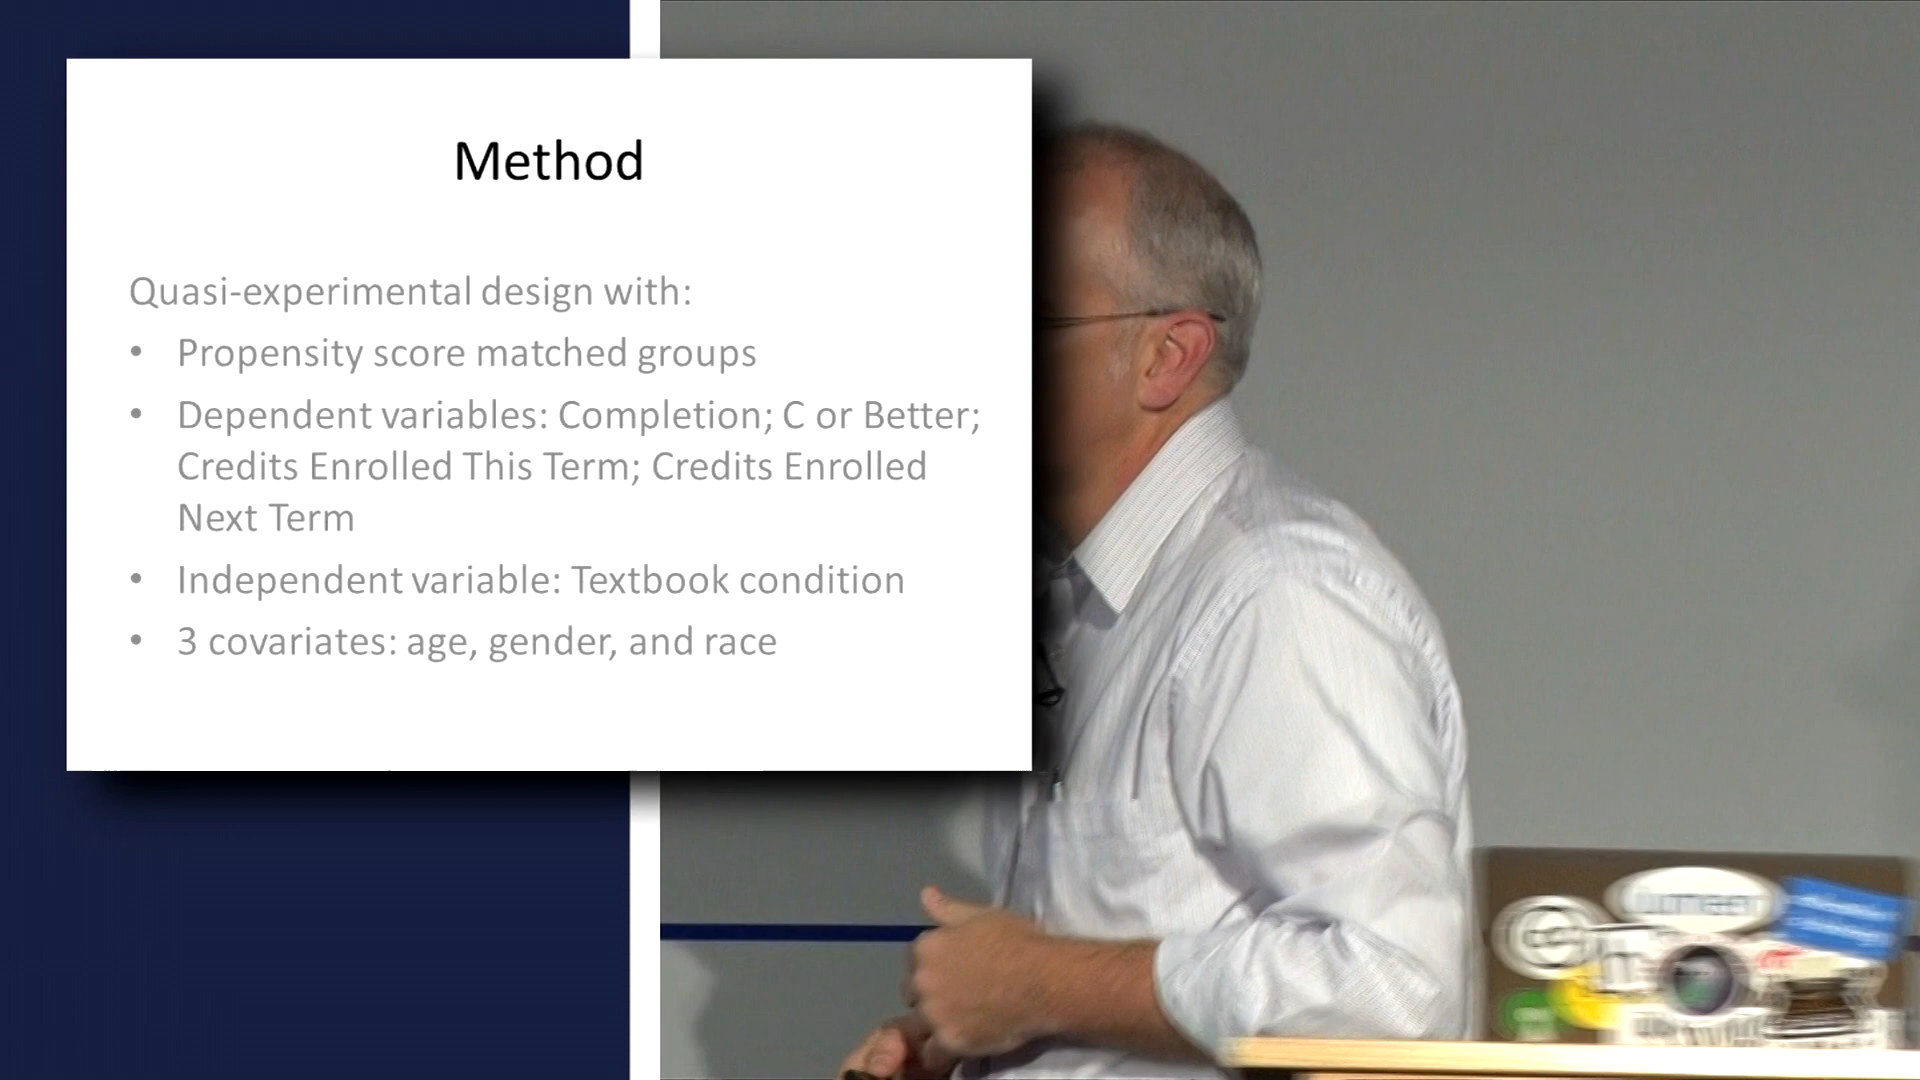 Method
Quasi-experimental design with:
• Propensity score matched groups
• Dependent variables: Completion; C or Better;
Credits Enrolled This Term; Credits Enrolled
Next Term
• Independent variable: Textbook condition
• 3 covariates: age, gender, and race
cc